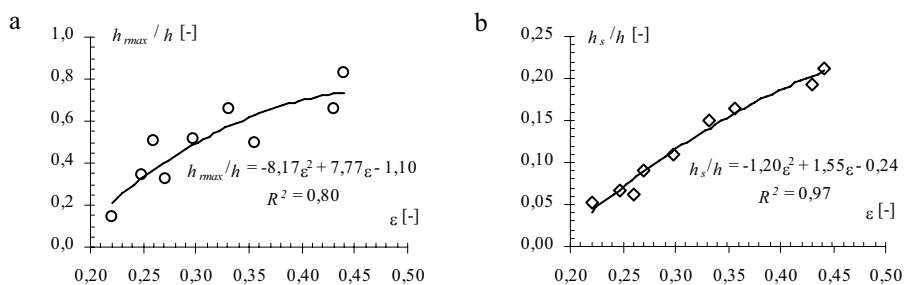 a
h_rmax / h [-]
1,0
0,8
0,6
0,4
0,2
0,0
h_rmax/h = -8,17ε² + 7,77ε - 1,10
R² = 0,80
ε [-]
0,20 0,25 0,30 0,35 0,40 0,45 0,50
b
h_s/h [-]
0,25
0,20
0,15
0,10
0,05
0,00
h_s/h = -1,20ε² + 1,55ε - 0,24
R² = 0,97
ε [-]
0,20 0,25 0,30 0,35 0,40 0,45 0,50